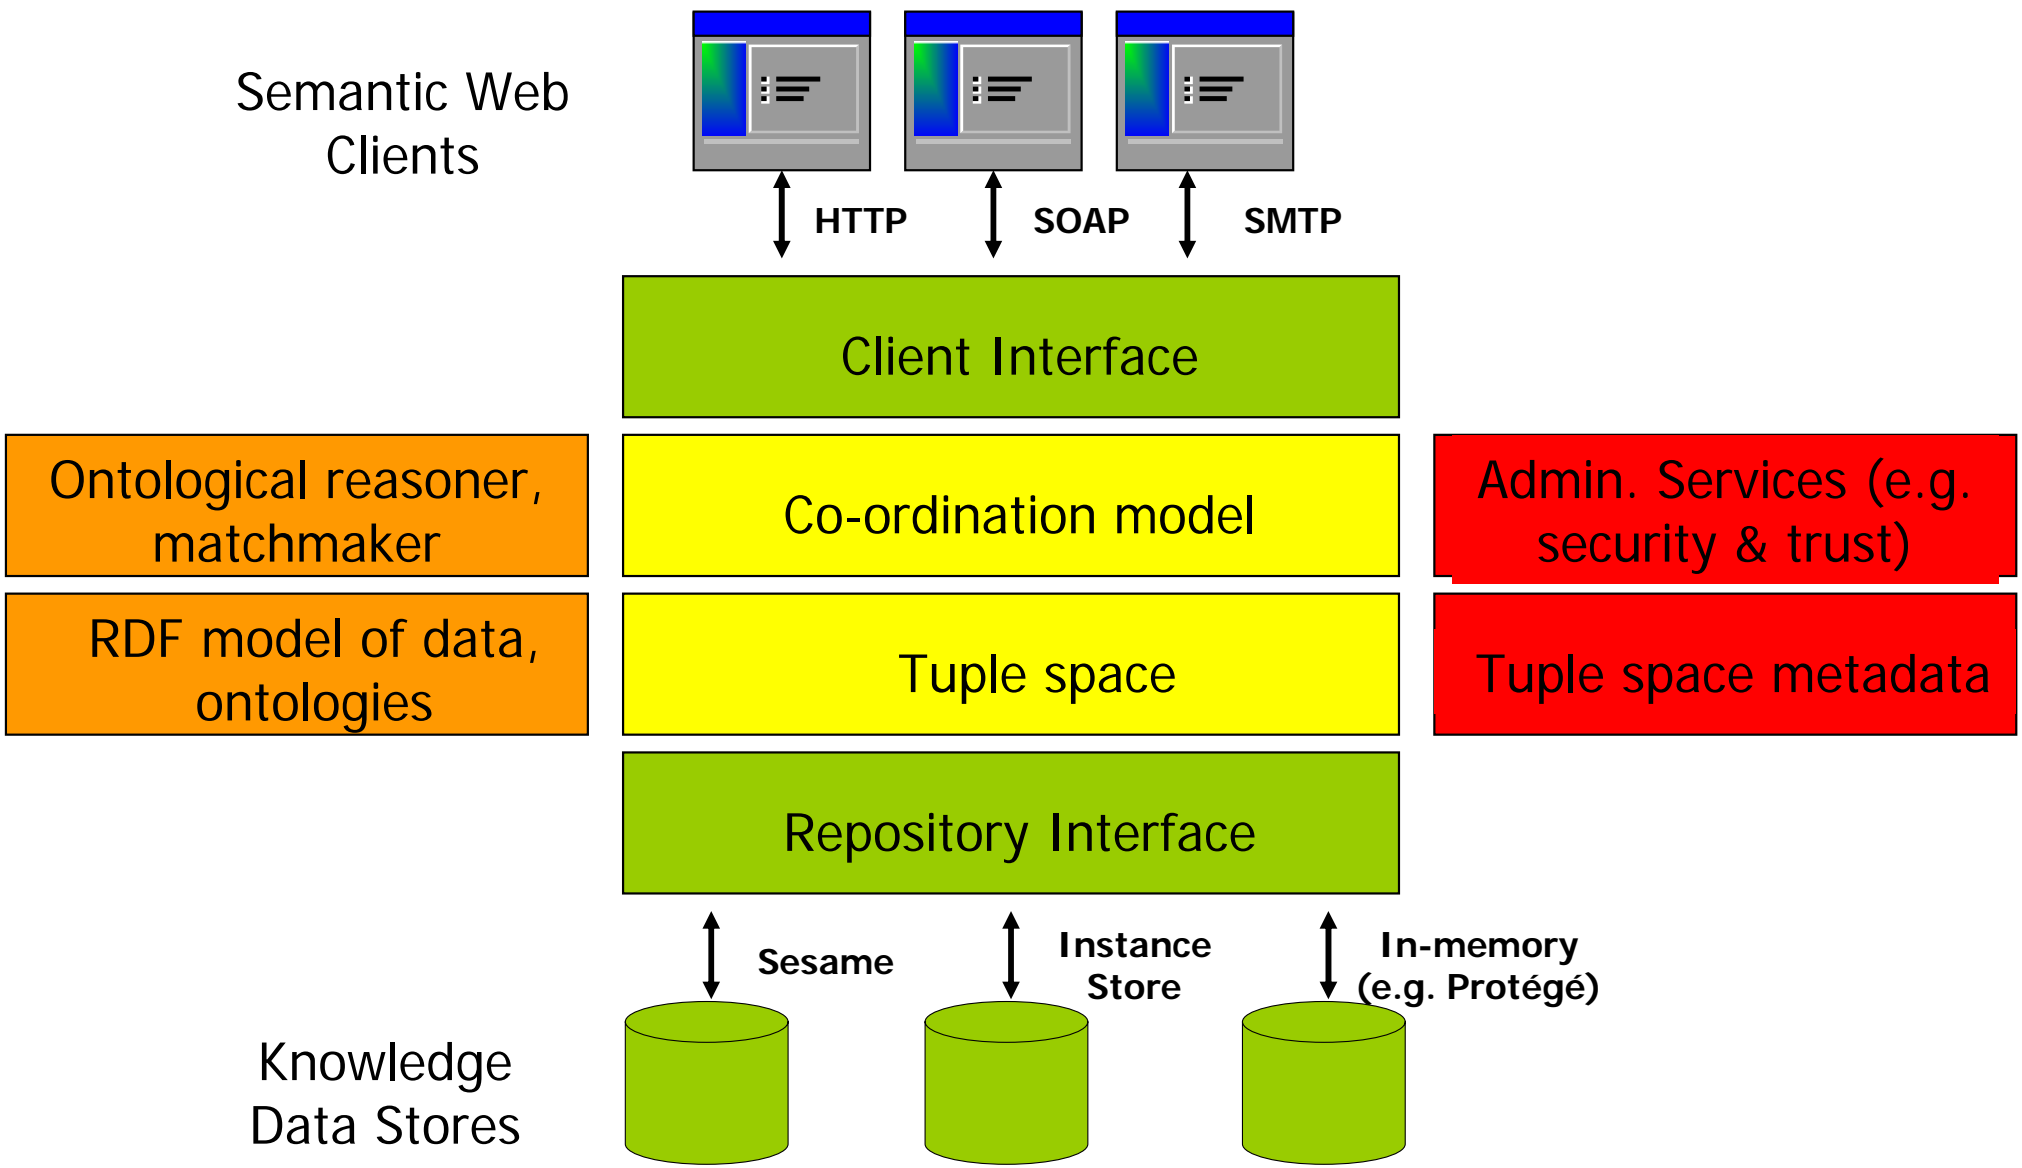 Semantic Web
Clients
HTTP
SOAP
SMTP
Client Interface
Ontological reasoner,
matchmaker
Co-ordination model
Admin. Services (e.g.
security & trust)
RDF model of data,
ontologies
Tuple space
Tuple space metadata
Repository Interface
Sesame
Instance
Store
In-memory
(e.g. Protégé)
Knowledge
Data Stores